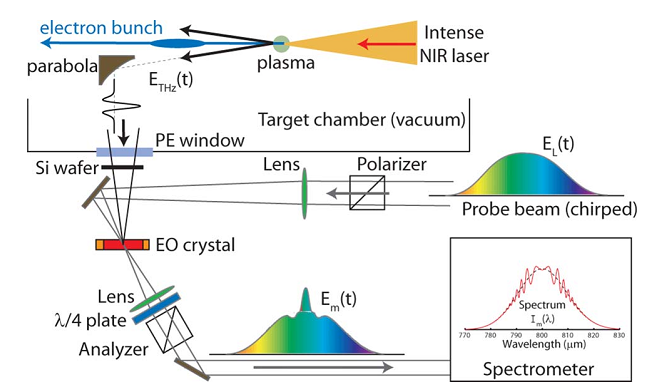 electron bunch
Intense
NIR laser
plasma
parabola
E_THz(t)
Target chamber (vacuum)
PE window
Si wafer
Lens
Polarizer
E_L(t)
Probe beam (chirped)
EO crystal
Lens
λ/4 plate
Analyzer
E_m(t)
Spectrum
I_m(λ)
770 780 790 800 810 820 830
Wavelength (μm)
Spectrometer